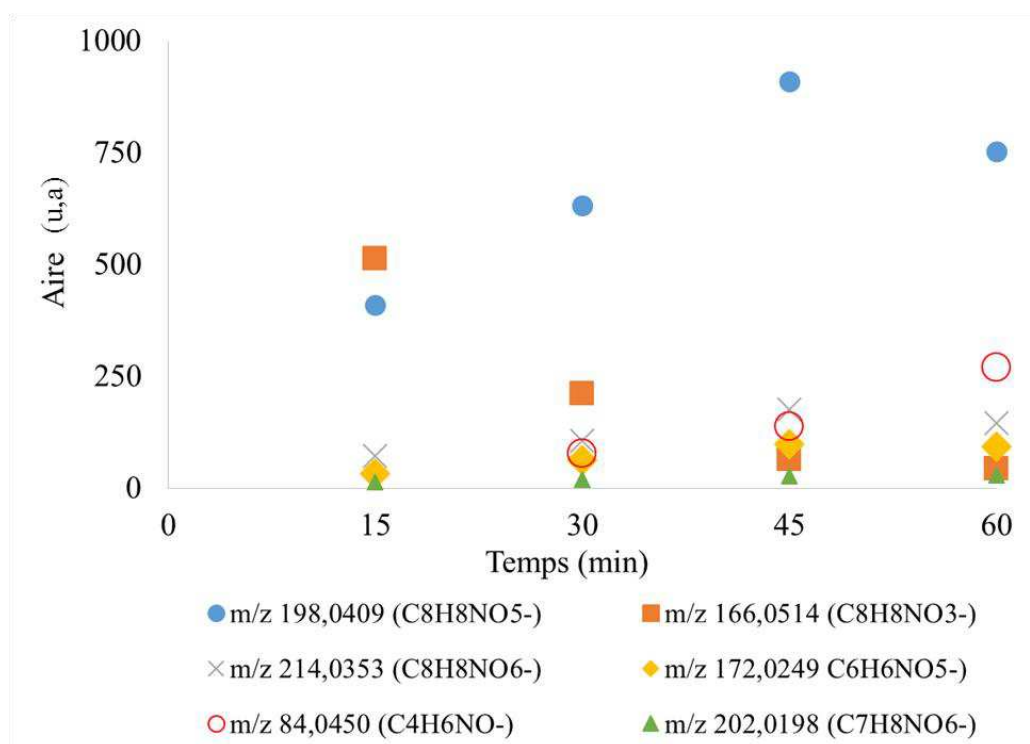 1000
750
500
250
0
Aire (u,a)
0 15 30 45 60
Temps (min)
m/z 198,0409 (C8H8NO5-) m/z 166,0514 (C8H8NO3-)
m/z 214,0353 (C8H8NO6-) m/z 172,0249 C6H6NO5-)
m/z 84,0450 (C4H6NO-) m/z 202,0198 (C7H8NO6-)